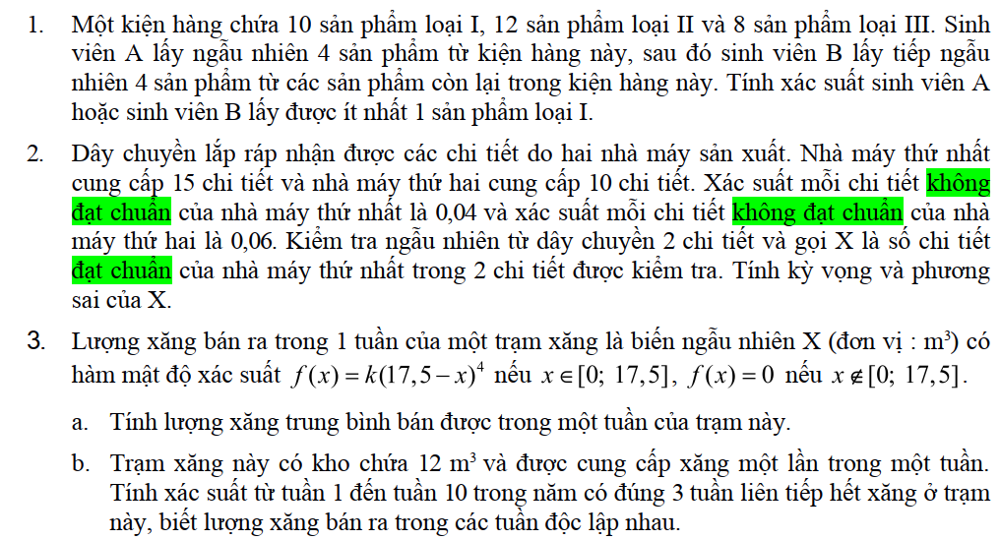 1. Một kiện hàng chứa 10 sản phẩm loại I, 12 sản phẩm loại II và 8 sản phẩm loại III. Sinh
viên A lấy ngẫu nhiên 4 sản phẩm từ kiện hàng này, sau đó sinh viên B lấy tiếp ngẫu
nhiên 4 sản phẩm từ các sản phẩm còn lại trong kiện hàng này. Tính xác suất sinh viên A
hoặc sinh viên B lấy được ít nhất 1 sản phẩm loại I.
2. Dây chuyền lắp ráp nhận được các chi tiết do hai nhà máy sản xuất. Nhà máy thứ nhất
cung cấp 15 chi tiết và nhà máy thứ hai cung cấp 10 chi tiết. Xác suất mỗi chi tiết không
đạt chuẩn của nhà máy thứ nhất là 0,04 và xác suất mỗi chi tiết không đạt chuẩn của nhà
máy thứ hai là 0,06. Kiểm tra ngẫu nhiên từ dây chuyền 2 chi tiết và gọi X là số chi tiết
đạt chuẩn của nhà máy thứ nhất trong 2 chi tiết được kiểm tra. Tính kỳ vọng và phương
sai của X.
3. Lượng xăng bán ra trong 1 tuần của một trạm xăng là biến ngẫu nhiên X (đơn vị : m³) có
hàm mật độ xác suất f(x) = k(17,5 − x)⁴ nếu x ∈ [0; 17,5], f(x) = 0 nếu x ∉ [0; 17,5].
a. Tính lượng xăng trung bình bán được trong một tuần của trạm này.
b. Trạm xăng này có kho chứa 12 m³ và được cung cấp xăng một lần trong một tuần.
Tính xác suất từ tuần 1 đến tuần 10 trong năm có đúng 3 tuần liên tiếp hết xăng ở trạm
này, biết lượng xăng bán ra trong các tuần độc lập nhau.